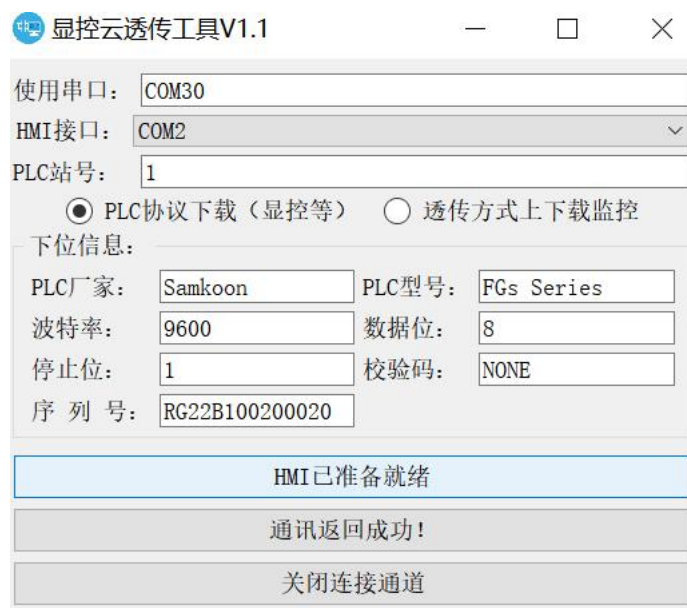 显控云透传工具V1.1
使用串口： COM30
HMI接口： COM2
PLC站号： 1
PLC协议下载（显控等） 透传方式上下载监控
下位信息：
PLC厂家： Samkoon PLC型号： FGs Series
波特率： 9600 数据位： 8
停止位： 1 校验码： NONE
序 列 号： RG22B100200020
HMI已准备就绪
通讯返回成功！
关闭连接通道